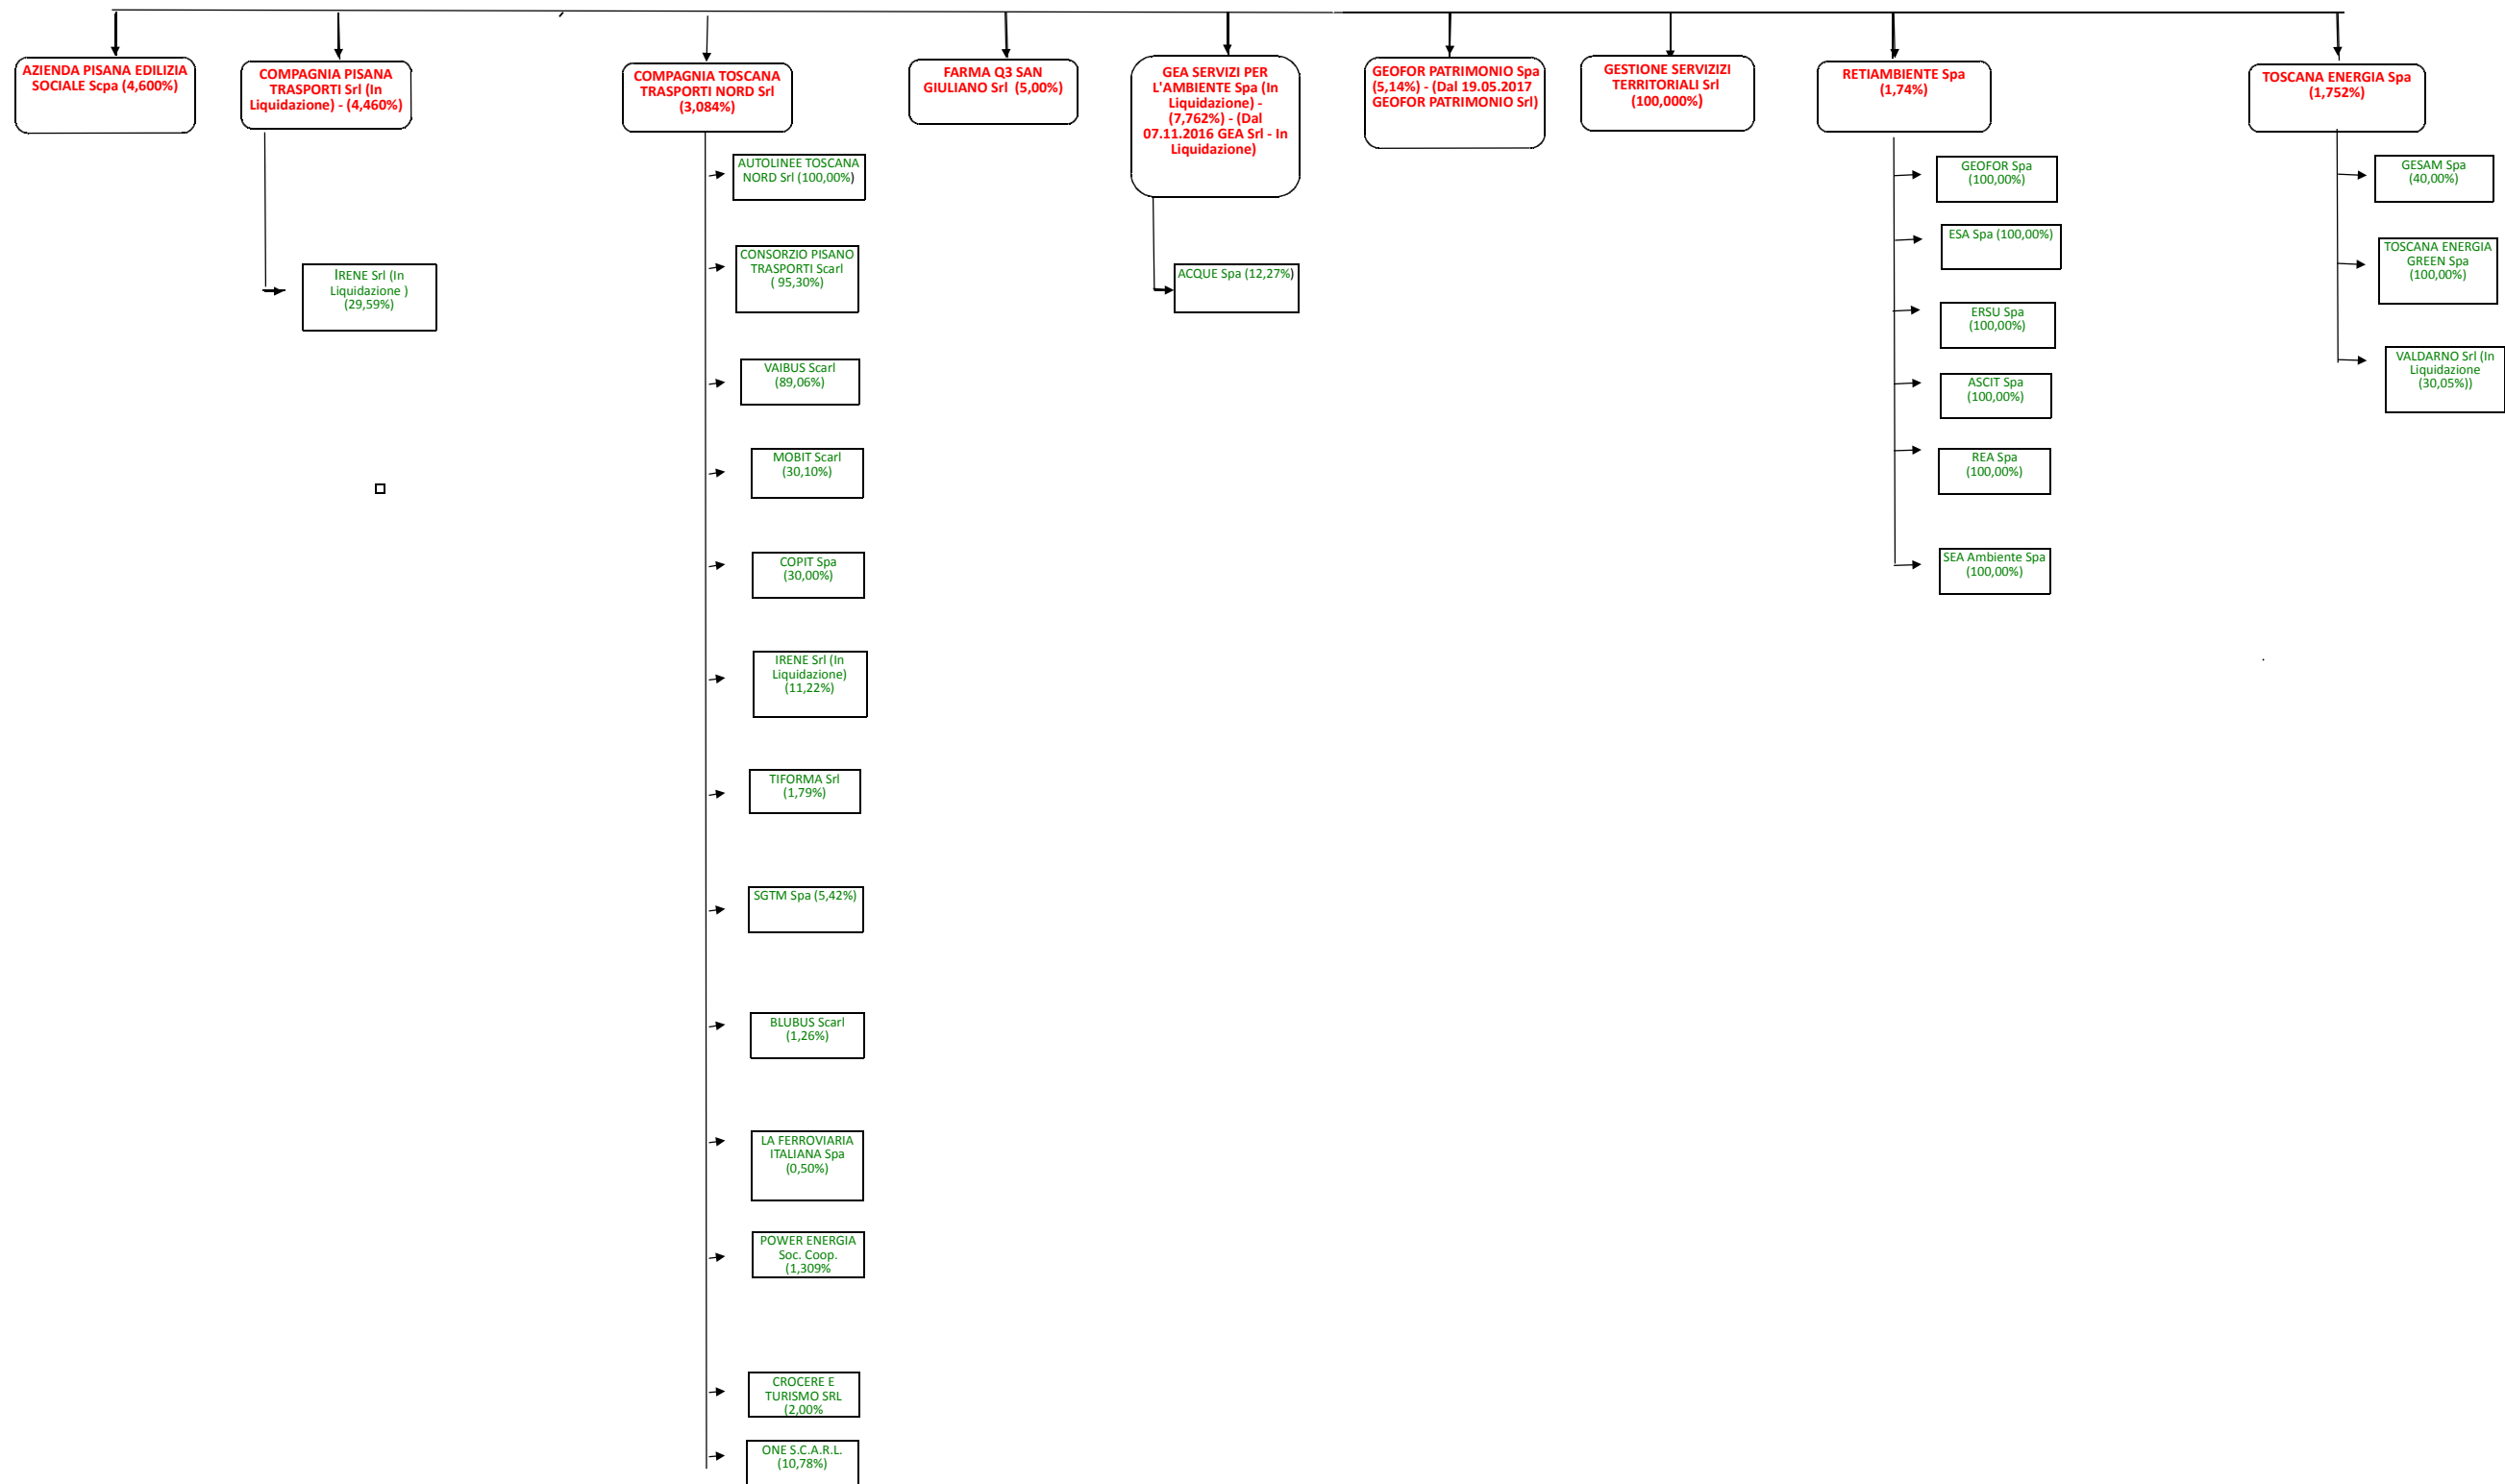 AZIENDA PISANA EDILIZIA
SOCIALE Scpa (4,600%)
COMPAGNIA PISANA
TRASPORTI Srl (In
Liquidazione) - (4,460%)
IRENE Srl (In
Liquidazione )
(29,59%)
COMPAGNIA TOSCANA
TRASPORTI NORD Srl
(3,084%)
AUTOLINEE TOSCANA
NORD Srl (100,00%)
CONSORZIO PISANO
TRASPORTI Scarl
( 95,30%)
VAIBUS Scarl
(89,06%)
MOBIT Scarl
(30,10%)
COPIT Spa
(30,00%)
IRENE Srl (In
Liquidazione)
(11,22%)
TIFORMA Srl
(1,79%)
SGTM Spa (5,42%)
BLUBUS Scarl
(1,26%)
LA FERROVIARIA
ITALIANA Spa
(0,50%)
POWER ENERGIA
Soc. Coop.
(1,309%
CROCERE E
TURISMO SRL
(2,00%
ONE S.C.A.R.L.
(10,78%)
FARMA Q3 SAN
GIULIANO Srl (5,00%)
GEA SERVIZI PER
L'AMBIENTE Spa (In
Liquidazione) -
(7,762%) - (Dal
07.11.2016 GEA Srl - In
Liquidazione)
ACQUE Spa (12,27%)
GEOFOR PATRIMONIO Spa
(5,14%) - (Dal 19.05.2017
GEOFOR PATRIMONIO Srl)
GESTIONE SERVIZIZI
TERRITORIALI Srl
(100,000%)
RETIAMBIENTE Spa
(1,74%)
GEOFOR Spa
(100,00%)
ESA Spa (100,00%)
ERSU Spa
(100,00%)
ASCIT Spa
(100,00%)
REA Spa
(100,00%)
SEA Ambiente Spa
(100,00%)
TOSCANA ENERGIA Spa
(1,752%)
GESAM Spa
(40,00%)
TOSCANA ENERGIA
GREEN Spa
(100,00%)
VALDARNO Srl (In
Liquidazione
(30,05%))